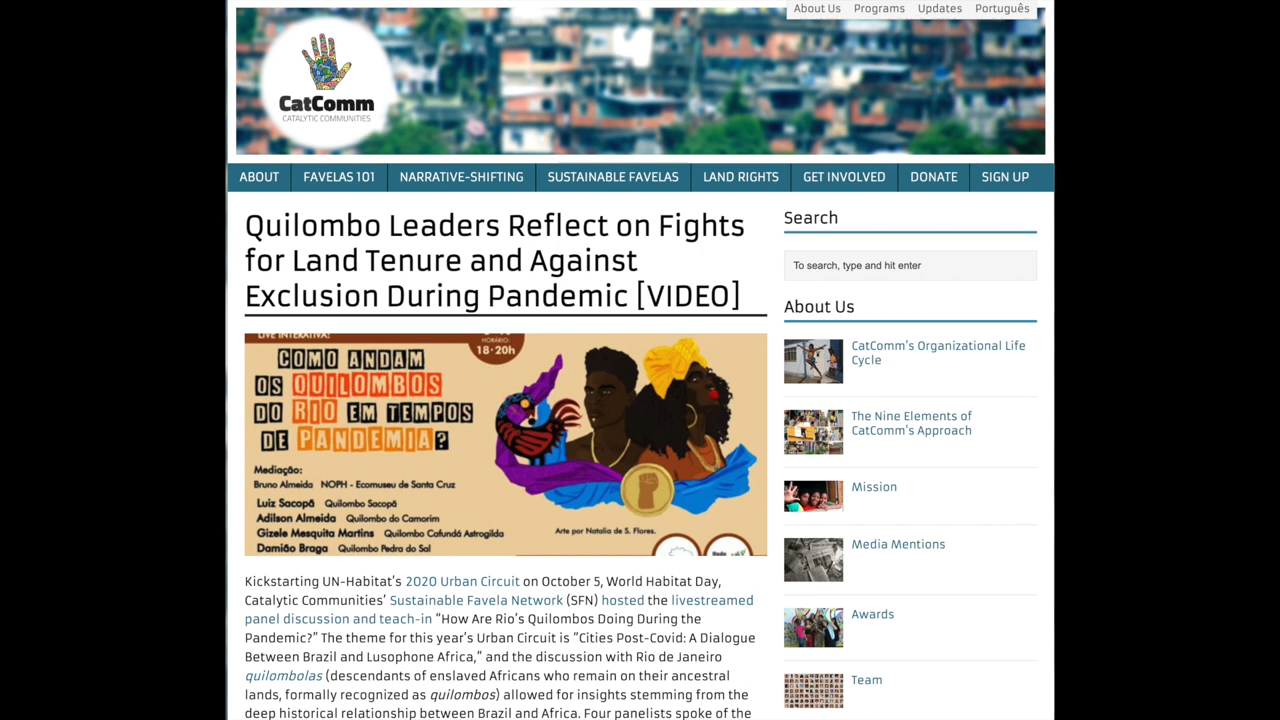 About Us Programs Updates Português
CatComm
CATALYTIC COMMUNITIES
ABOUT FAVELAS 101 NARRATIVE-SHIFTING SUSTAINABLE FAVELAS LAND RIGHTS GET INVOLVED DONATE SIGN UP
Quilombo Leaders Reflect on Fights
for Land Tenure and Against
Exclusion During Pandemic [VIDEO]
LIVE INTERATIVA!
HORÁRIO:
18-20h
COMO ANDAM
OS QUILOMBOS
DO RIO EM TEMPOS
DE PANDEMIA?
Mediação:
Bruno Almeida NOPH - Ecomuseu de Santa Cruz
Luiz Sacopã Quilombo Sacopã
Adilson Almeida Quilombo do Camorim
Gizele Mesquita Martins Quilombo Cafundá Astrogilda
Damião Braga Quilombo Pedra do Sal
Arte por Natalia de S. Flores.
Kickstarting UN-Habitat's 2020 Urban Circuit on October 5, World Habitat Day,
Catalytic Communities' Sustainable Favela Network (SFN) hosted the livestreamed
panel discussion and teach-in "How Are Rio's Quilombos Doing During the
Pandemic?" The theme for this year's Urban Circuit is "Cities Post-Covid: A Dialogue
Between Brazil and Lusophone Africa," and the discussion with Rio de Janeiro
quilombolas (descendants of enslaved Africans who remain on their ancestral
lands, formally recognized as quilombos) allowed for insights stemming from the
deep historical relationship between Brazil and Africa. Four panelists spoke of the
Search
To search, type and hit enter
About Us
CatComm's Organizational Life
Cycle
The Nine Elements of
CatComm's Approach
Mission
Media Mentions
Awards
Team